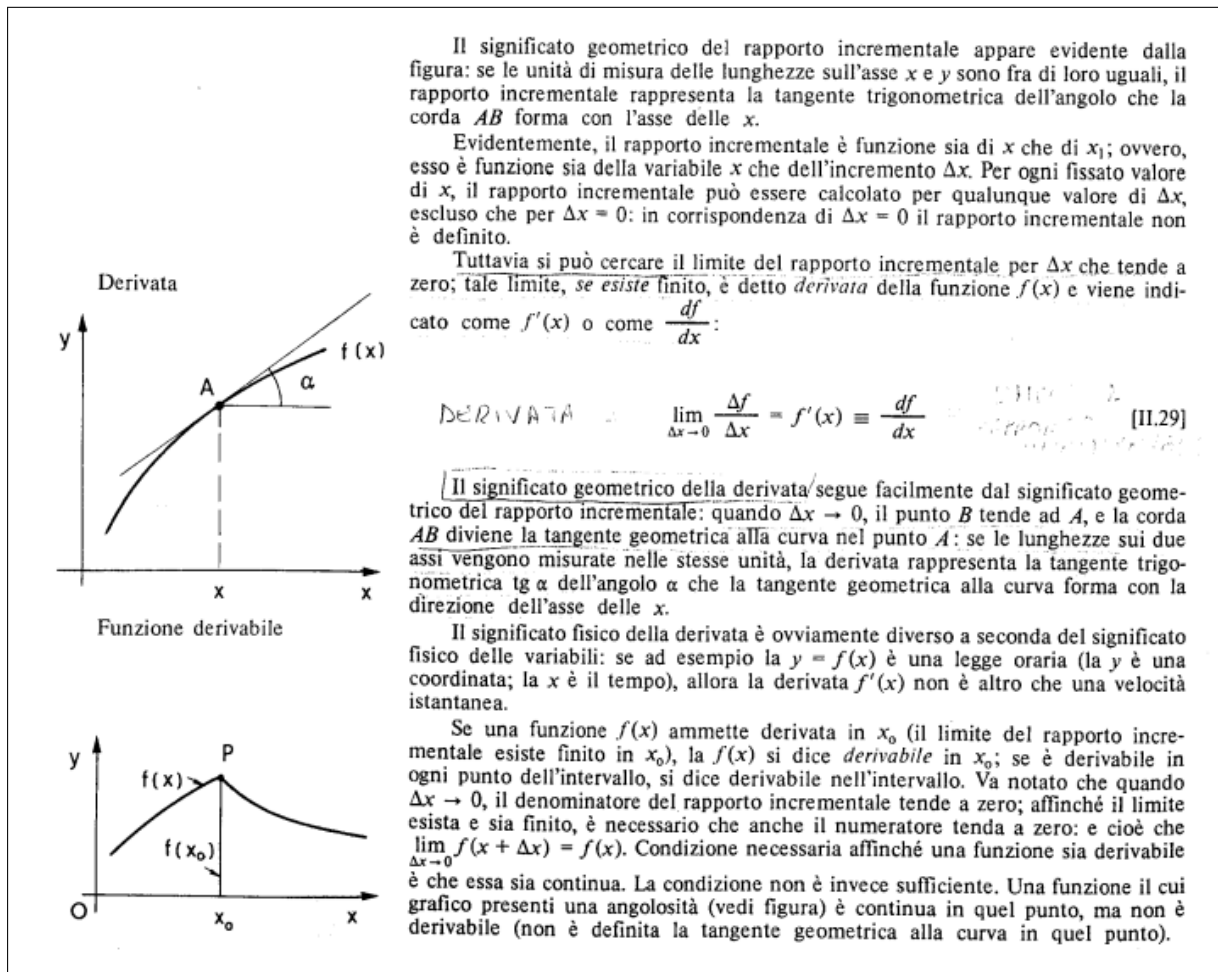 Il significato geometrico del rapporto incrementale appare evidente dalla
figura: se le unità di misura delle lunghezze sull'asse x e y sono fra di loro uguali, il
rapporto incrementale rappresenta la tangente trigonometrica dell'angolo che la
corda AB forma con l'asse delle x.
Evidentemente, il rapporto incrementale è funzione sia di x che di x₁; ovvero,
esso è funzione sia della variabile x che dell'incremento Δx. Per ogni fissato valore
di x, il rapporto incrementale può essere calcolato per qualunque valore di Δx,
escluso che per Δx = 0: in corrispondenza di Δx = 0 il rapporto incrementale non
è definito.
Tuttavia si può cercare il limite del rapporto incrementale per Δx che tende a
zero; tale limite, se esiste finito, è detto derivata della funzione f(x) e viene indi-
cato come f'(x) o come df/dx:
DERIVATA lim Δx→0 Δf/Δx = f'(x) ≡ df/dx [II.29]
Il significato geometrico della derivata segue facilmente dal significato geome-
trico del rapporto incrementale: quando Δx → 0, il punto B tende ad A, e la corda
AB diviene la tangente geometrica alla curva nel punto A: se le lunghezze sui due
assi vengono misurate nelle stesse unità, la derivata rappresenta la tangente trigo-
nometrica tg α dell'angolo α che la tangente geometrica alla curva forma con la
direzione dell'asse delle x.
Il significato fisico della derivata è ovviamente diverso a seconda del significato
fisico delle variabili: se ad esempio la y = f(x) è una legge oraria (la y è una
coordinata; la x è il tempo), allora la derivata f'(x) non è altro che una velocità
istantanea.
Se una funzione f(x) ammette derivata in x₀ (il limite del rapporto incre-
mentale esiste finito in x₀), la f(x) si dice derivabile in x₀; se è derivabile in
ogni punto dell'intervallo, si dice derivabile nell'intervallo. Va notato che quando
Δx → 0, il denominatore del rapporto incrementale tende a zero; affinché il limite
esista e sia finito, è necessario che anche il numeratore tenda a zero: e cioè che
lim Δx→0 f(x + Δx) = f(x). Condizione necessaria affinché una funzione sia derivabile
è che essa sia continua. La condizione non è invece sufficiente. Una funzione il cui
grafico presenti una angolosità (vedi figura) è continua in quel punto, ma non è
derivabile (non è definita la tangente geometrica alla curva in quel punto).
Derivata
y
f(x)
A
α
x
x
Funzione derivabile
y
P
f(x)
f(x₀)
O
x₀
x